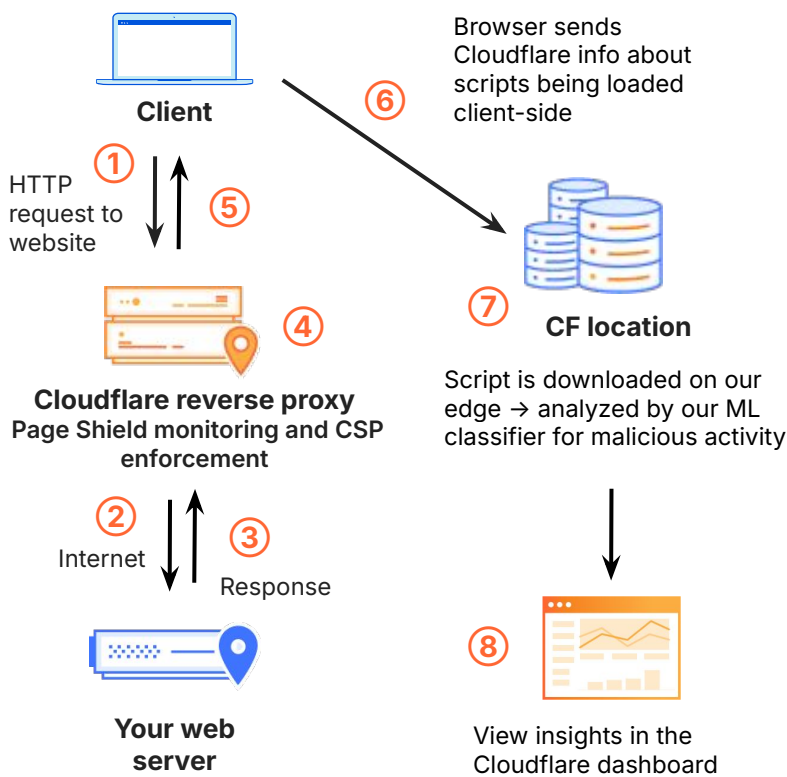 Client
①
HTTP
request to
website
⑤
④
Cloudflare reverse proxy
Page Shield monitoring and CSP
enforcement
②
Internet
③
Response
Your web
server
⑥
Browser sends
Cloudflare info about
scripts being loaded
client-side
⑦
CF location
Script is downloaded on our
edge → analyzed by our ML
classifier for malicious activity
⑧
View insights in the
Cloudflare dashboard